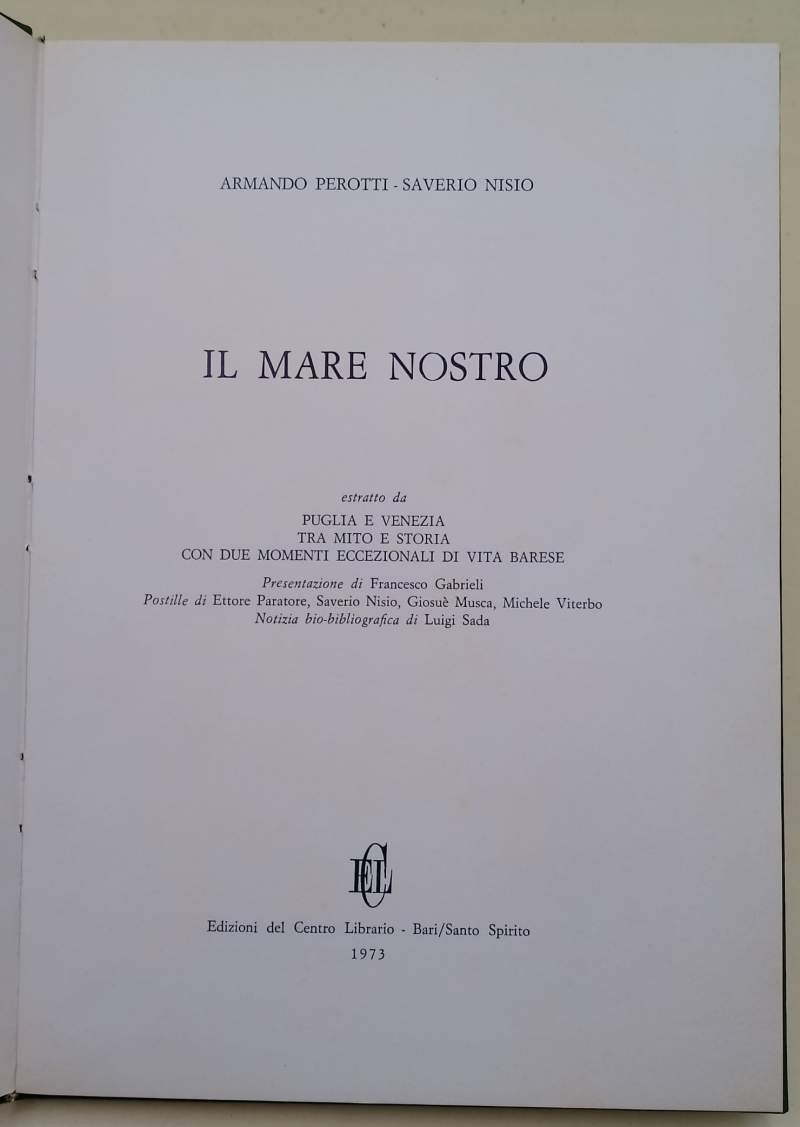 ARMANDO PEROTTI - SAVERIO NISIO
IL MARE NOSTRO
estratto da
PUGLIA E VENEZIA
TRA MITO E STORIA
CON DUE MOMENTI ECCEZIONALI DI VITA BARESE
Presentazione di Francesco Gabrieli
Postille di Ettore Paratore, Saverio Nisio, Giosuè Musca, Michele Viterbo
Notizia bio-bibliografica di Luigi Sada
ECL
Edizioni del Centro Librario - Bari/Santo Spirito
1973